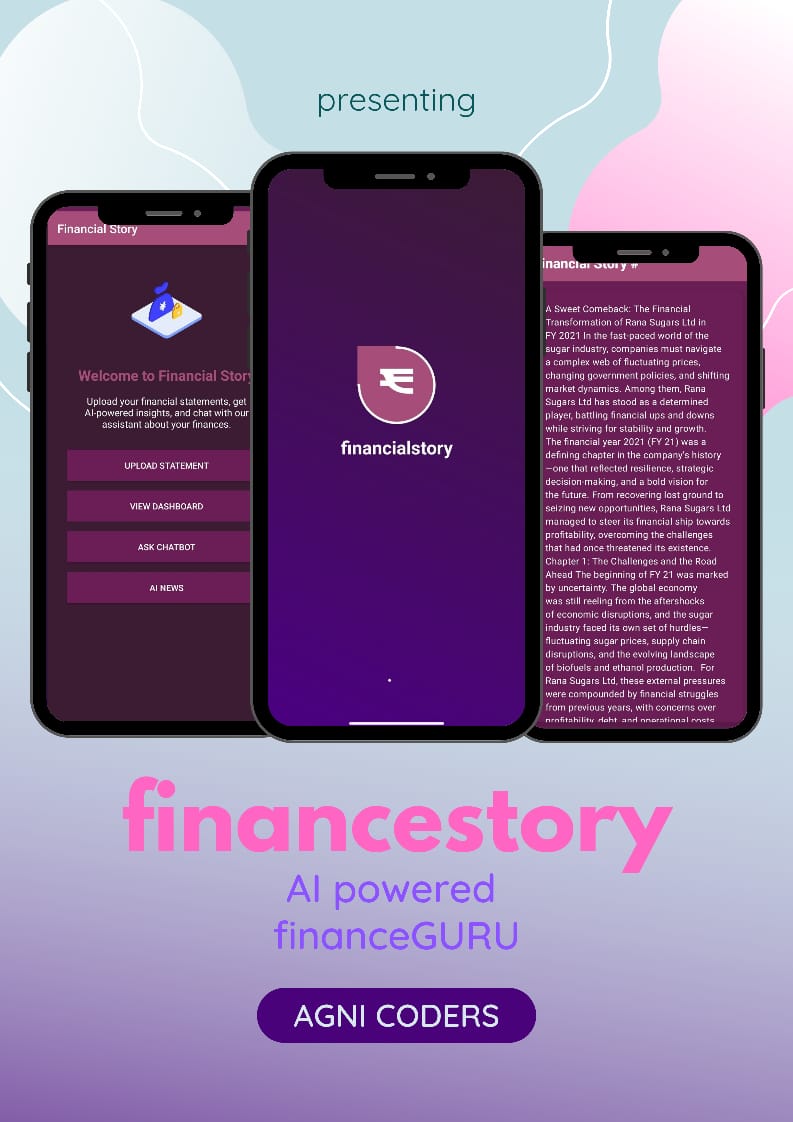 presenting
Financial Story
Welcome to Financial Story
Upload your financial statements, get
AI-powered insights, and chat with our
assistant about your finances.
UPLOAD STATEMENT
VIEW DASHBOARD
ASK CHATBOT
AI NEWS
financialstory
inancial Story #
A Sweet Comeback: The Financial
Transformation of Rana Sugars Ltd in
FY 2021 In the fast-paced world of the
sugar industry, companies must navigate
a complex web of fluctuating prices,
changing government policies, and shifting
market dynamics. Among them, Rana
Sugars Ltd has stood as a determined
player, battling financial ups and downs
while striving for stability and growth.
The financial year 2021 (FY 21) was a
defining chapter in the company's history
—one that reflected resilience, strategic
decision-making, and a bold vision for
the future. From recovering lost ground to
seizing new opportunities, Rana Sugars Ltd
managed to steer its financial ship towards
profitability, overcoming the challenges
that had once threatened its existence.
Chapter 1: The Challenges and the Road
Ahead The beginning of FY 21 was marked
by uncertainty. The global economy
was still reeling from the aftershocks
of economic disruptions, and the sugar
industry faced its own set of hurdles—
fluctuating sugar prices, supply chain
disruptions, and the evolving landscape
of biofuels and ethanol production. For
Rana Sugars Ltd, these external pressures
were compounded by financial struggles
from previous years, with concerns over
profitability, debt, and operational costs
financestory
AI powered
financeGURU
AGNI CODERS